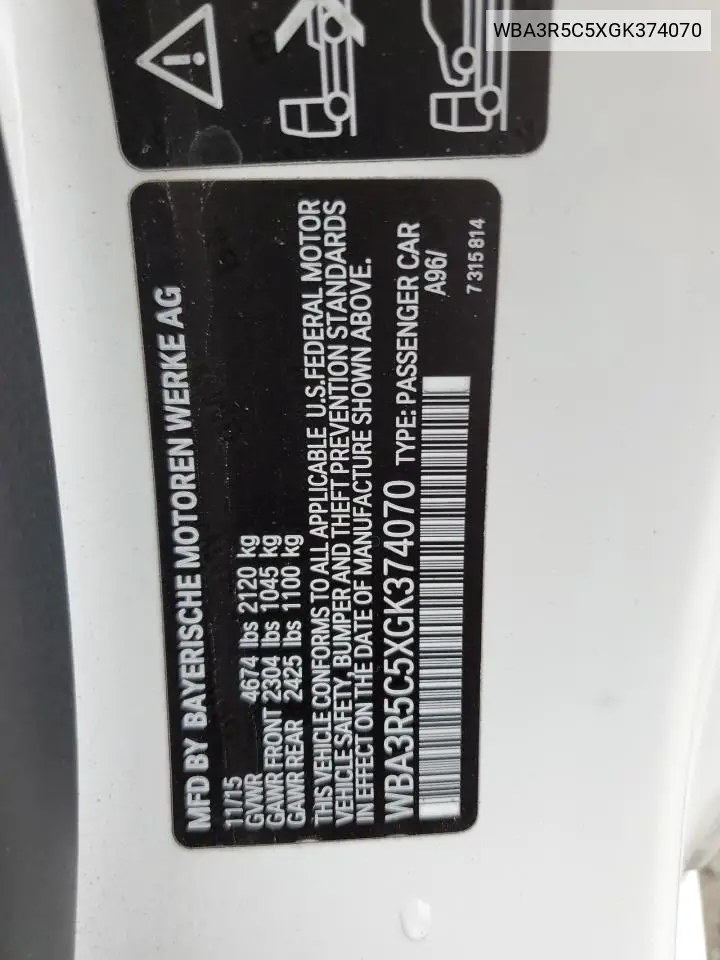 WBA3R5C5XGK374070
MFD BY BAYERISCHE MOTOREN WERKE AG
11/15
GVWR 4674 lbs 2120 kg
GAWR FRONT 2304 lbs 1045 kg
GAWR REAR 2425 lbs 1100 kg
THIS VEHICLE CONFORMS TO ALL APPLICABLE U.S.FEDERAL MOTOR
VEHICLE SAFETY, BUMPER AND THEFT PREVENTION STANDARDS
IN EFFECT ON THE DATE OF MANUFACTURE SHOWN ABOVE.
WBA3R5C5XGK374070 TYPE: PASSENGER CAR
A96/
7 315 814